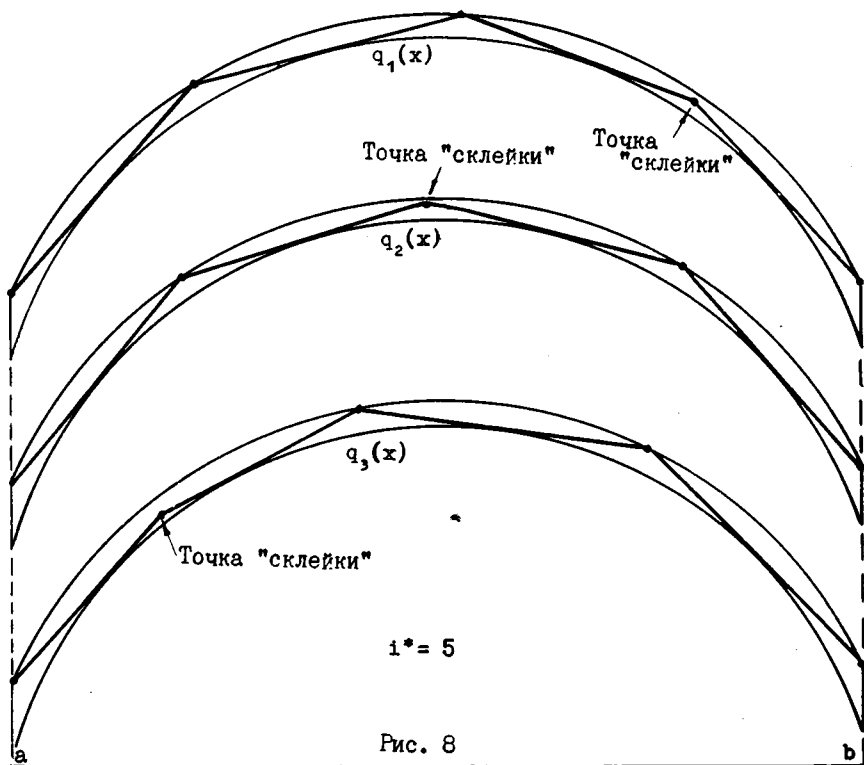 q₁(x)
Точка "склейки"
Точка
"склейки"
q₂(x)
q₃(x)
Точка "склейки"
i*= 5
a
Рис. 8
b